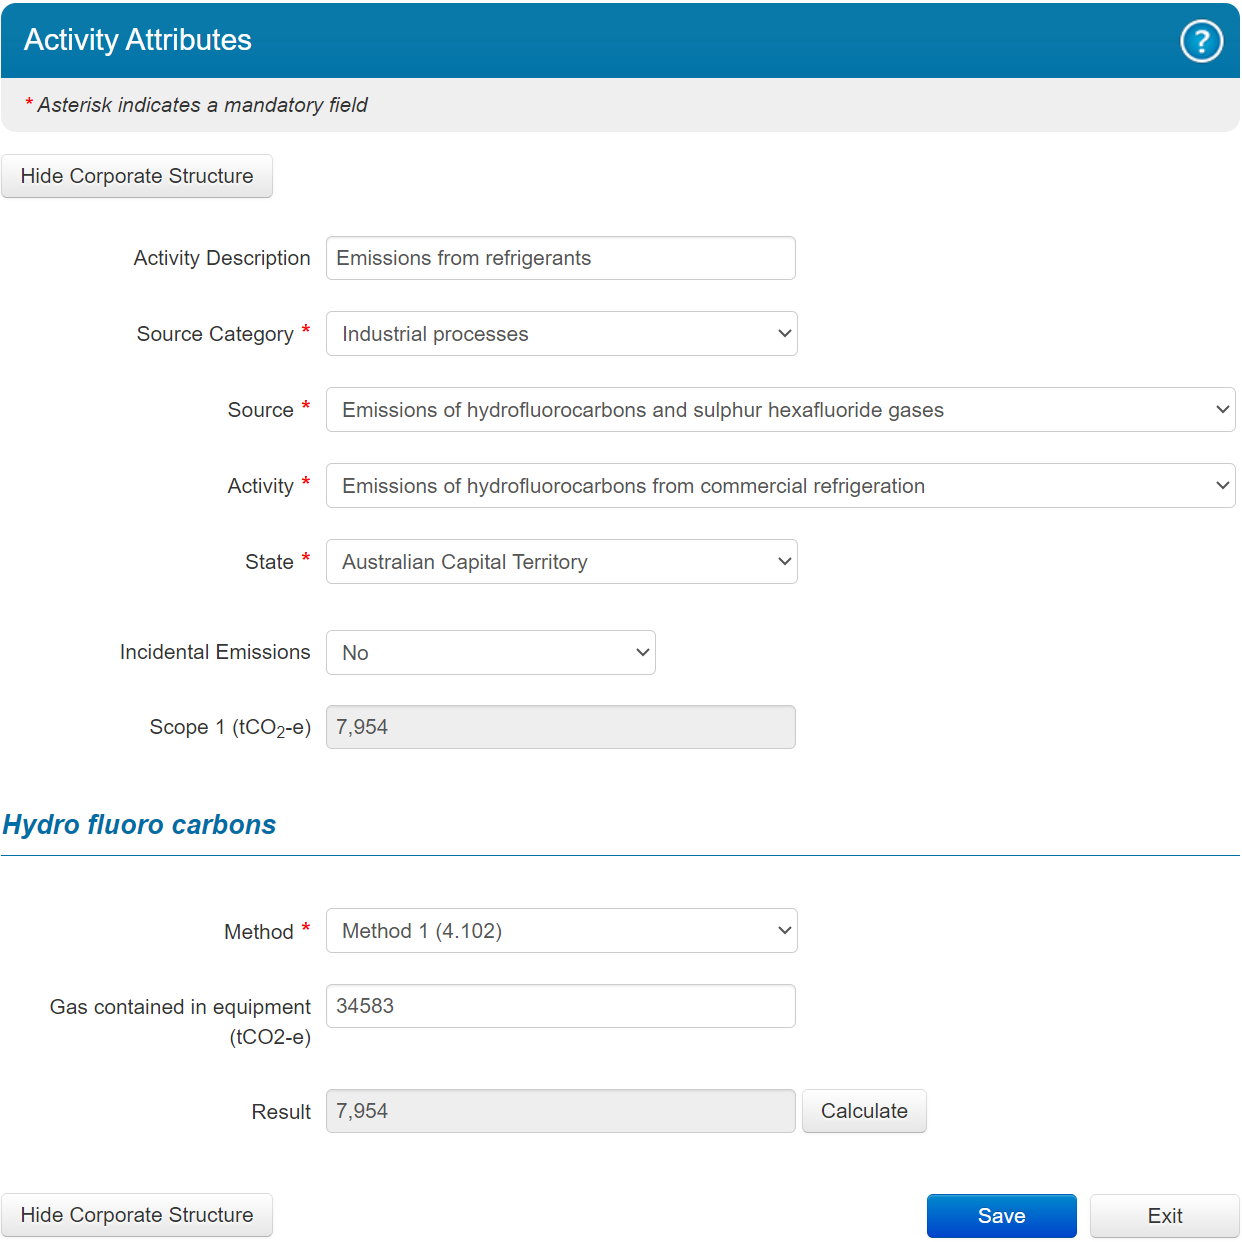 Activity Attributes
?
* Asterisk indicates a mandatory field
Hide Corporate Structure
Activity Description Emissions from refrigerants
Source Category * Industrial processes
Source * Emissions of hydrofluorocarbons and sulphur hexafluoride gases
Activity * Emissions of hydrofluorocarbons from commercial refrigeration
State * Australian Capital Territory
Incidental Emissions No
Scope 1 (tCO₂-e) 7,954
Hydro fluoro carbons
Method * Method 1 (4.102)
Gas contained in equipment 34583
(tCO2-e)
Result 7,954 Calculate
Hide Corporate Structure Save Exit